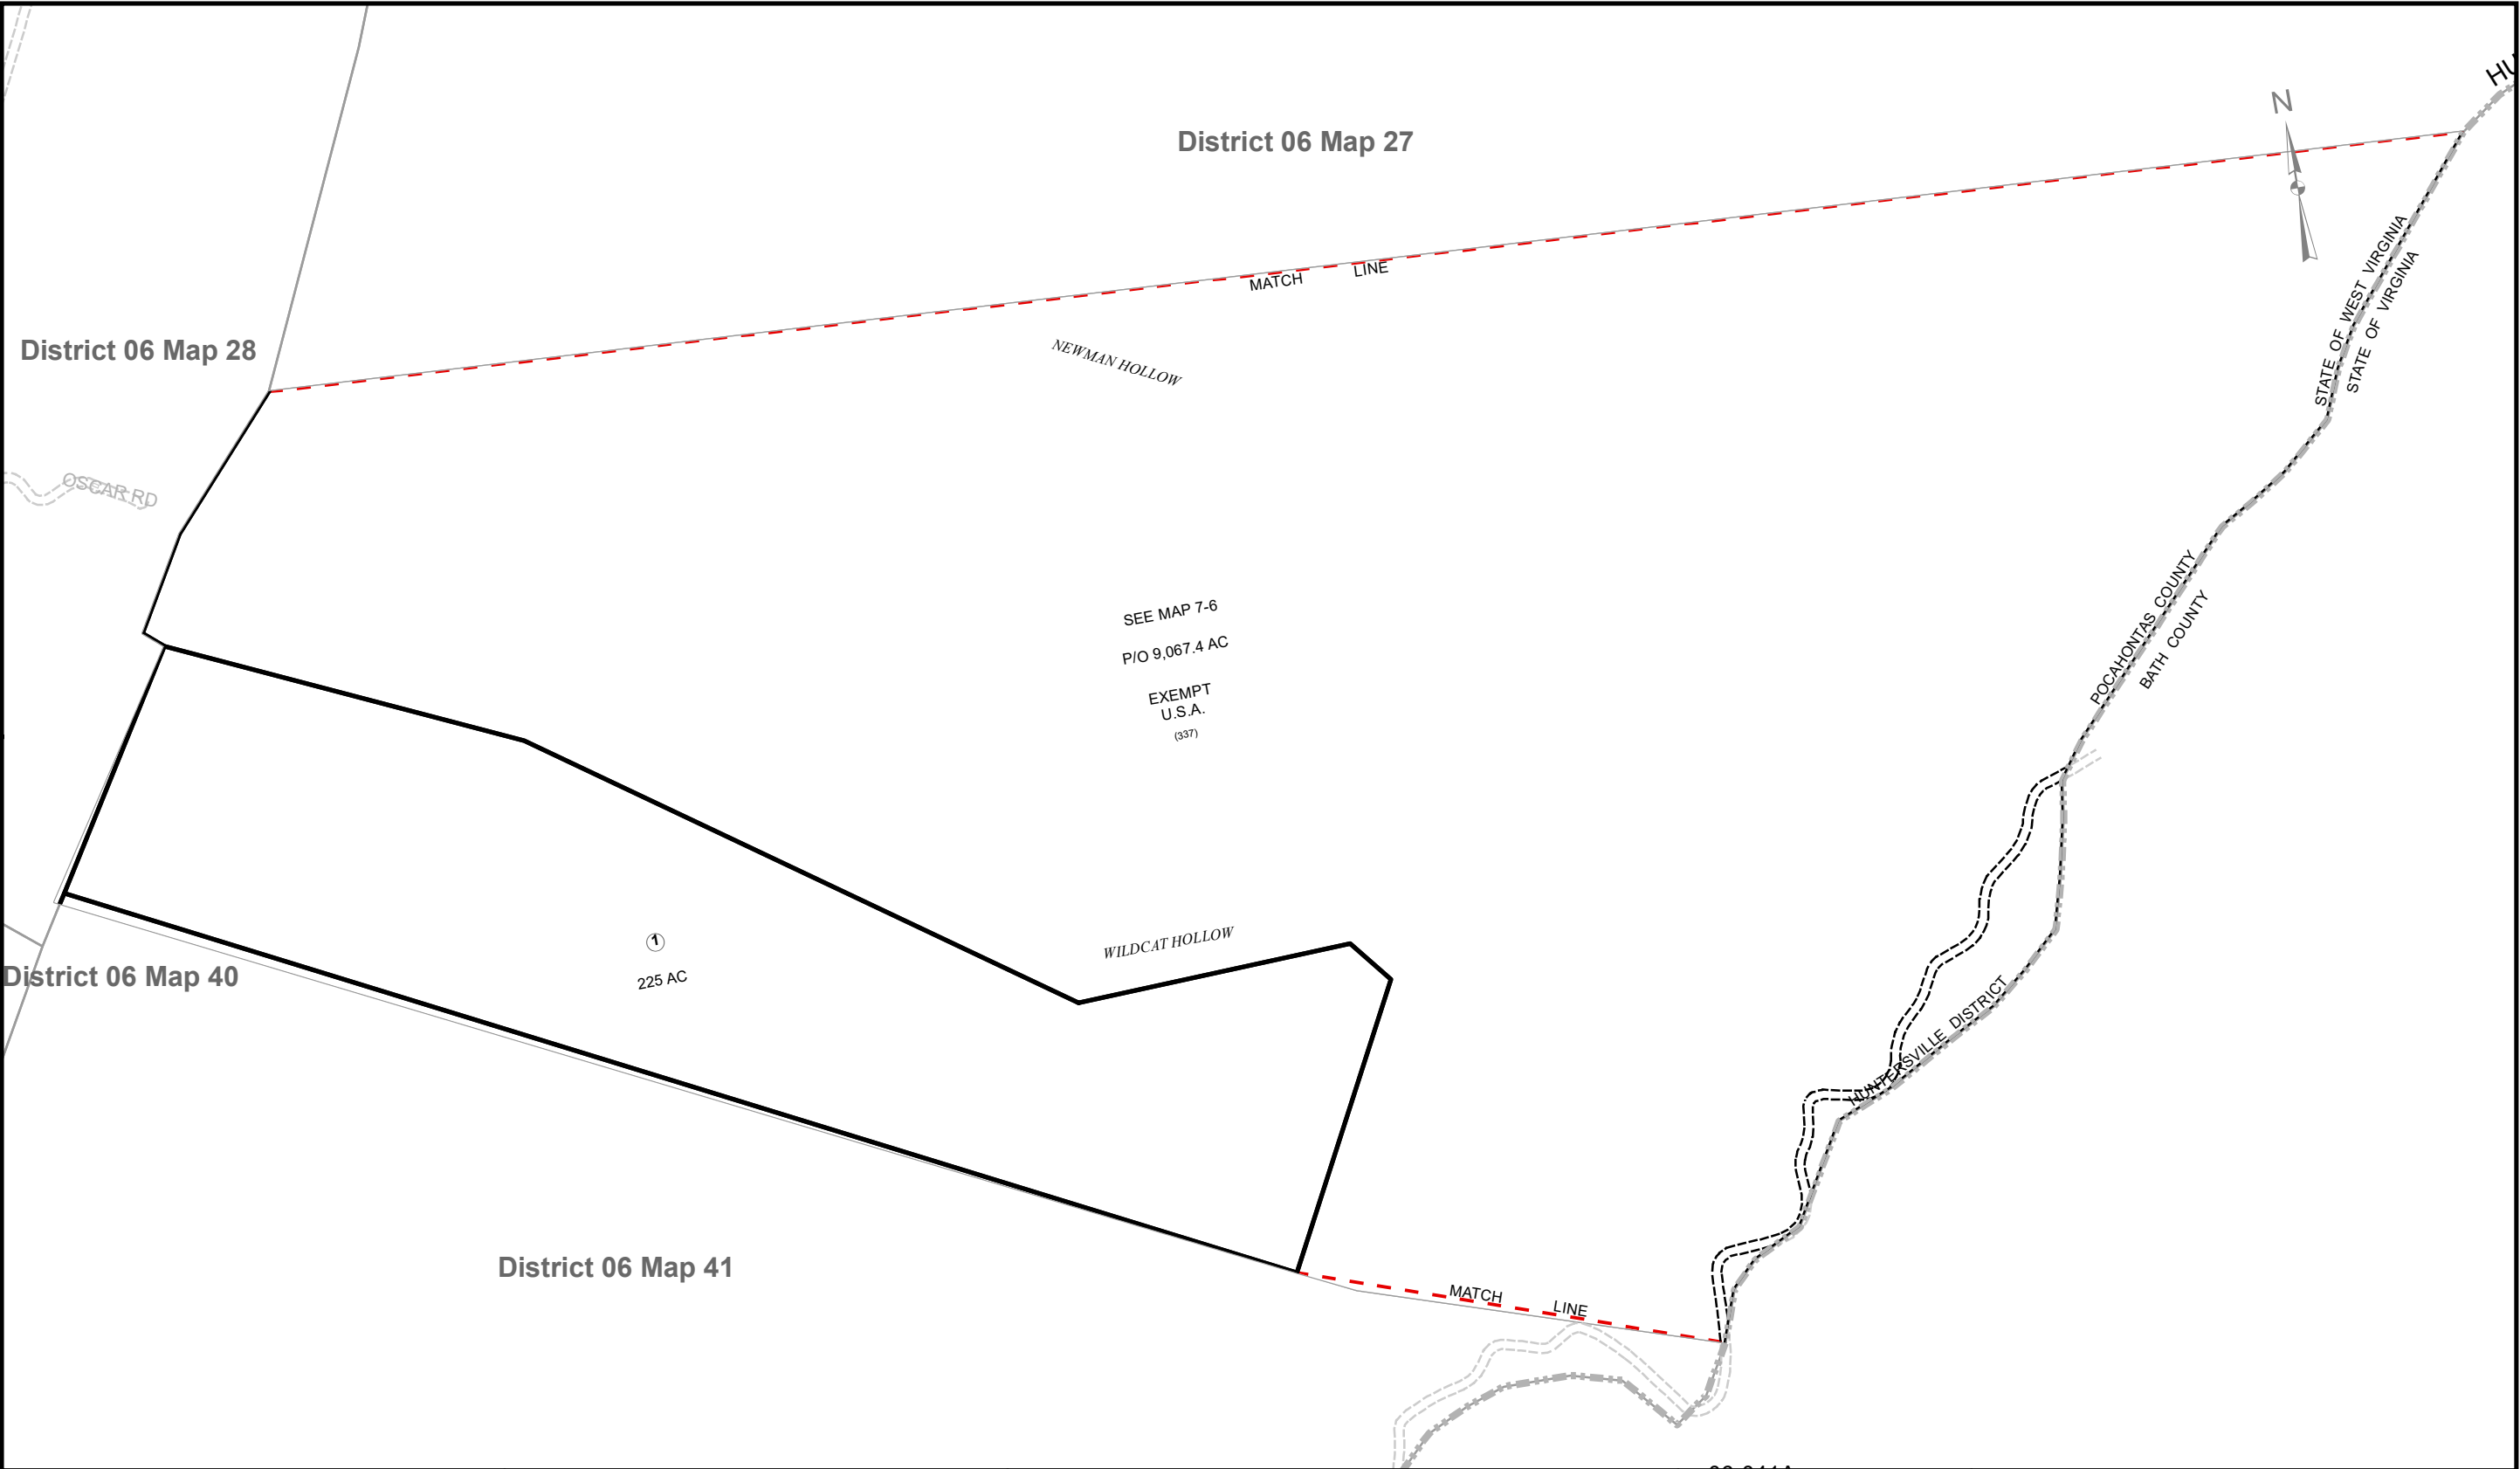 District 06 Map 27
N
MATCH LINE
NEWMAN HOLLOW
District 06 Map 28
STATE OF WEST VIRGINIA
STATE OF VIRGINIA
OSCAR RD
SEE MAP 7-6
P/O 9,067.4 AC
EXEMPT
U.S.A.
(337)
POCAHONTAS COUNTY
BATH COUNTY
WILDCAT HOLLOW
1
225 AC
District 06 Map 40
HUNTERSVILLE DISTRICT
District 06 Map 41
MATCH LINE